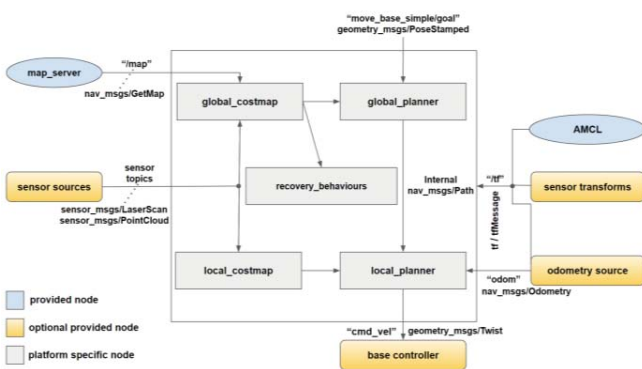 “move_base_simple/goal”
geometry_msgs/PoseStamped
map_server
“/map”
nav_msgs/GetMap
global_costmap
global_planner
AMCL
sensor sources
sensor
topics
sensor_msgs/LaserScan
sensor_msgs/PointCloud
recovery_behaviours
Internal
nav_msgs/Path
“/tf”
tf / tfMessage
sensor transforms
local_costmap
local_planner
“odom”
nav_msgs/Odometry
odometry source
provided node
optional provided node
platform specific node
“cmd_vel”
geometry_msgs/Twist
base controller